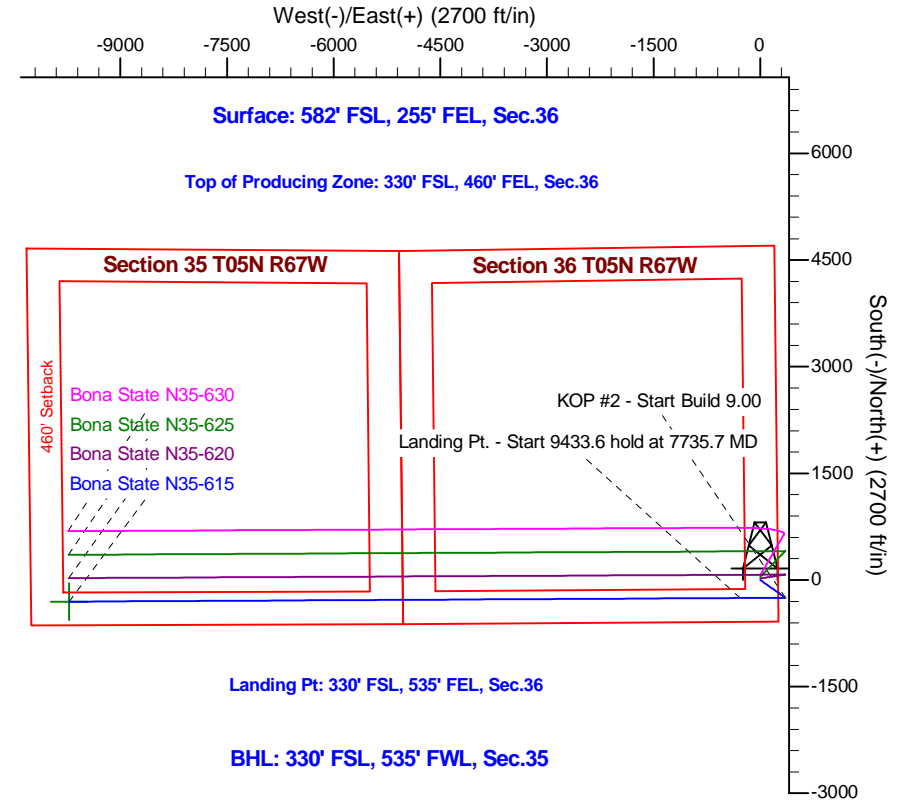 West(-)/East(+) (2700 ft/in)
-9000 -7500 -6000 -4500 -3000 -1500 0
Surface: 582' FSL, 255' FEL, Sec.36
6000
Top of Producing Zone: 330' FSL, 460' FEL, Sec.36
4500
Section 35 T05N R67W
Section 36 T05N R67W
South(-)/North(+) (2700 ft/in)
3000
460' Setback
Bona State N35-630
KOP #2 - Start Build 9.00
Bona State N35-625
Landing Pt. - Start 9433.6 hold at 7735.7 MD
Bona State N35-620
1500
Bona State N35-615
0
Landing Pt: 330' FSL, 535' FEL, Sec.36
-1500
BHL: 330' FSL, 535' FWL, Sec.35
-3000